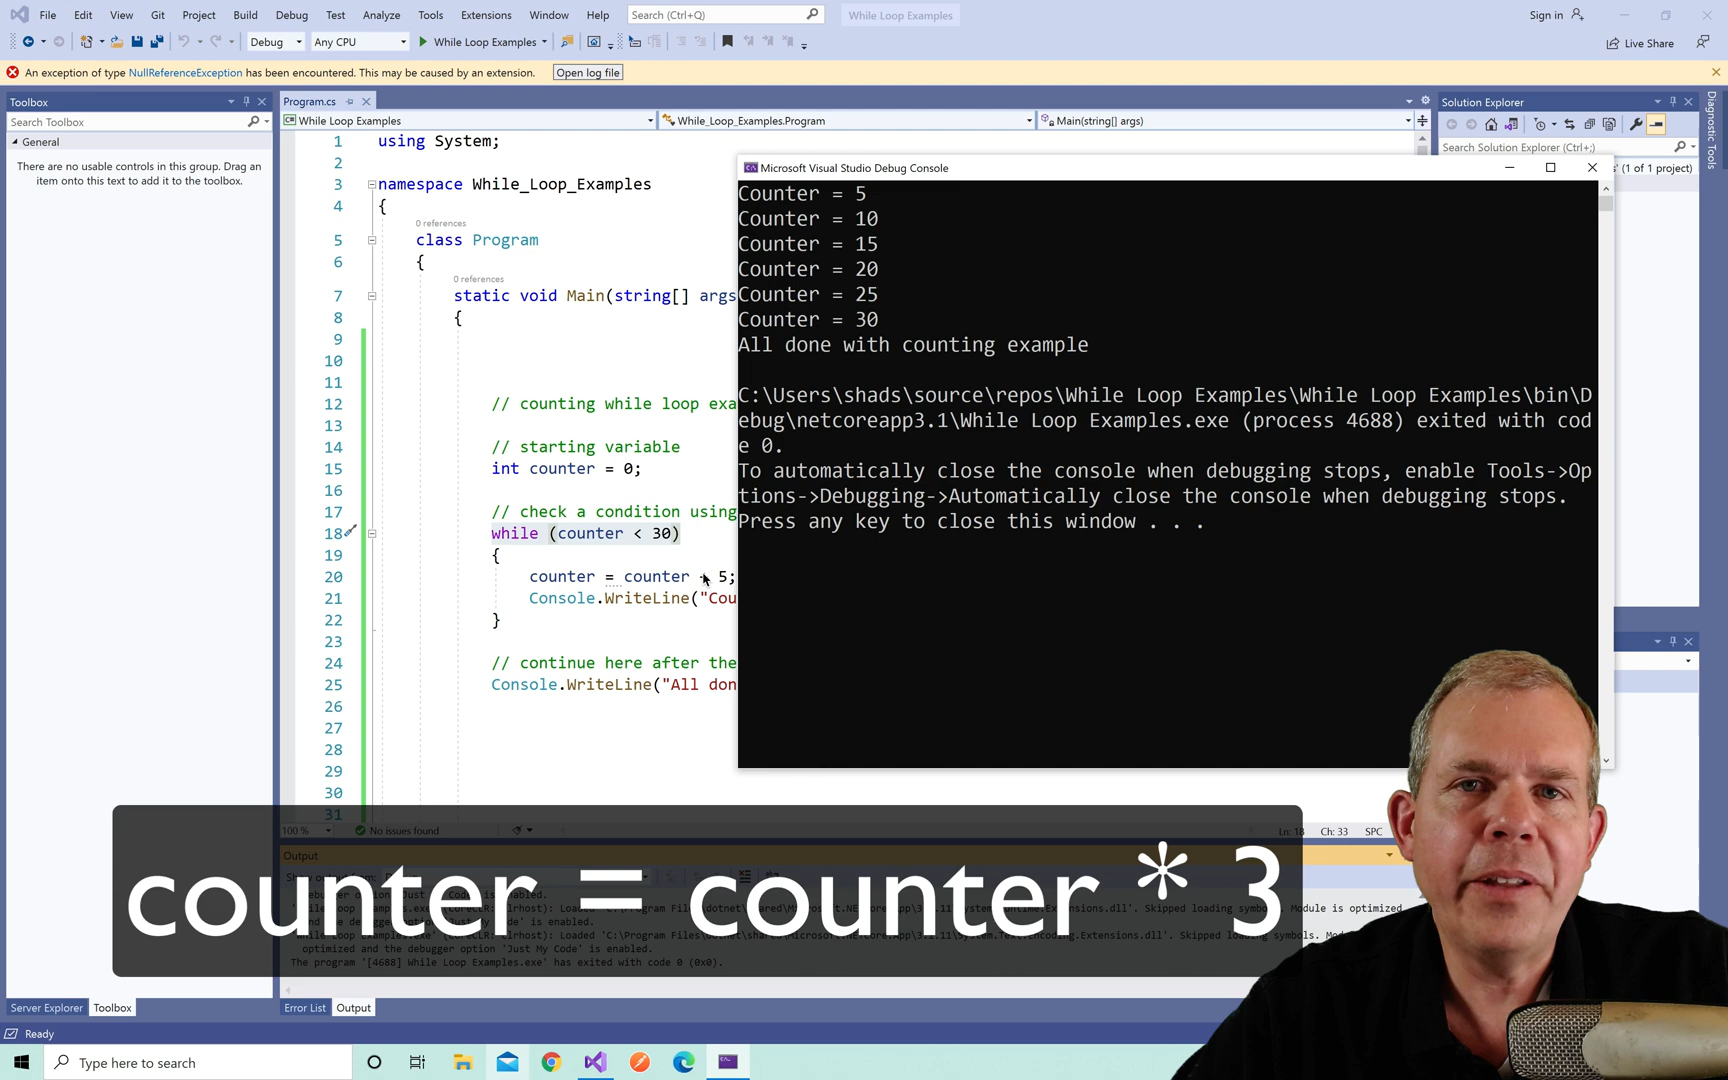 File Edit View Git Project Build Debug Test Analyze Tools Extensions Window Help Search (Ctrl+Q) While Loop Examples Sign in
Debug Any CPU While Loop Examples Live Share
An exception of type NullReferenceException has been encountered. This may be caused by an extension. Open log file
Toolbox
Search Toolbox
General
There are no usable controls in this group. Drag an
item onto this text to add it to the toolbox.
Program.cs
While Loop Examples While_Loop_Examples.Program Main(string[] args)
1 using System;
2
3 namespace While_Loop_Examples
4 {
0 references
5 class Program
6 {
0 references
7 static void Main(string[] args
8 {
9
10
11
12 // counting while loop exa
13
14 // starting variable
15 int counter = 0;
16
17 // check a condition using
18 while (counter < 30)
19 {
20 counter = counter 5;
21 Console.WriteLine("Cou
22 }
23
24 // continue here after the
25 Console.WriteLine("All don
26
27
28
29
30
31
Solution Explorer
Search Solution Explorer (Ctrl+;)
(1 of 1 project)
Diagnostic Tools
Microsoft Visual Studio Debug Console
Counter = 5
Counter = 10
Counter = 15
Counter = 20
Counter = 25
Counter = 30
All done with counting example
C:\Users\shads\source\repos\While Loop Examples\While Loop Examples\bin\D
ebug\netcoreapp3.1\While Loop Examples.exe (process 4688) exited with cod
e 0.
To automatically close the console when debugging stops, enable Tools->Op
tions->Debugging->Automatically close the console when debugging stops.
Press any key to close this window . . .
100 % No issues found Ln: 18 Ch: 33 SPC
Output
counter = counter * 3
The program '[4688] While Loop Examples.exe' has exited with code 0 (0x0).
Server Explorer Toolbox Error List Output
Ready
Type here to search